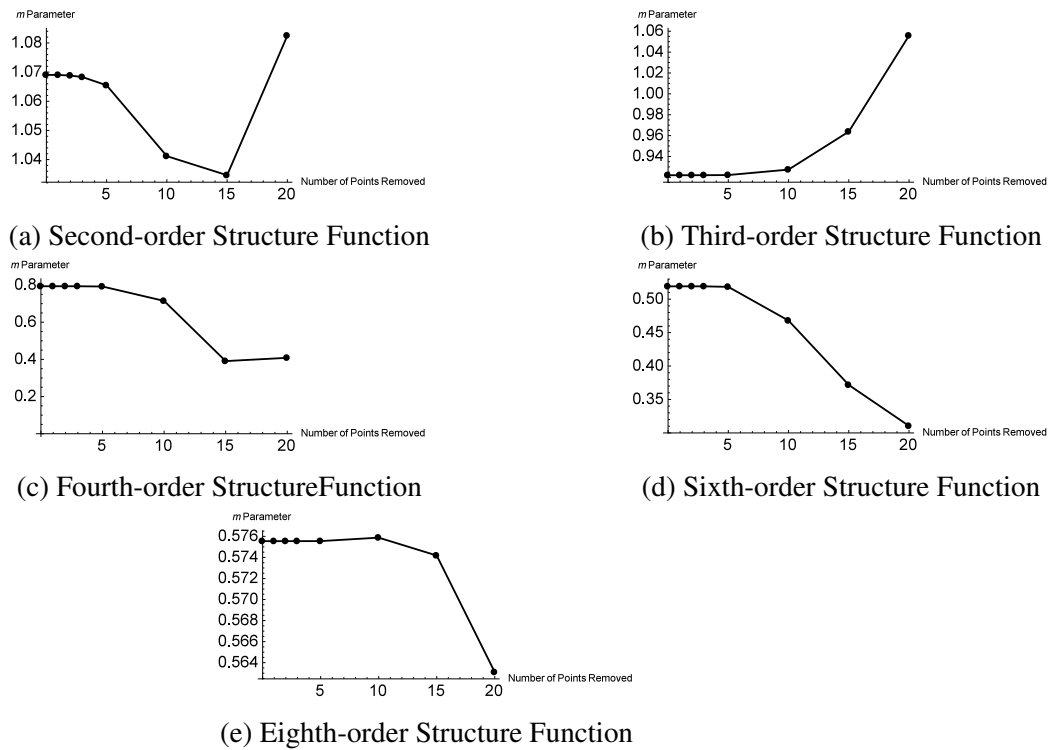 m Parameter
1.08
1.07
1.06
1.05
1.04
5 10 15 20
Number of Points Removed
(a) Second-order Structure Function
m Parameter
1.06
1.04
1.02
1.00
0.98
0.96
0.94
5 10 15 20
Number of Points Removed
(b) Third-order Structure Function
m Parameter
0.8
0.6
0.4
0.2
5 10 15 20
Number of Points Removed
(c) Fourth-order StructureFunction
m Parameter
0.50
0.45
0.40
0.35
5 10 15 20
Number of Points Removed
(d) Sixth-order Structure Function
m Parameter
0.576
0.574
0.572
0.570
0.568
0.566
0.564
5 10 15 20
Number of Points Removed
(e) Eighth-order Structure Function